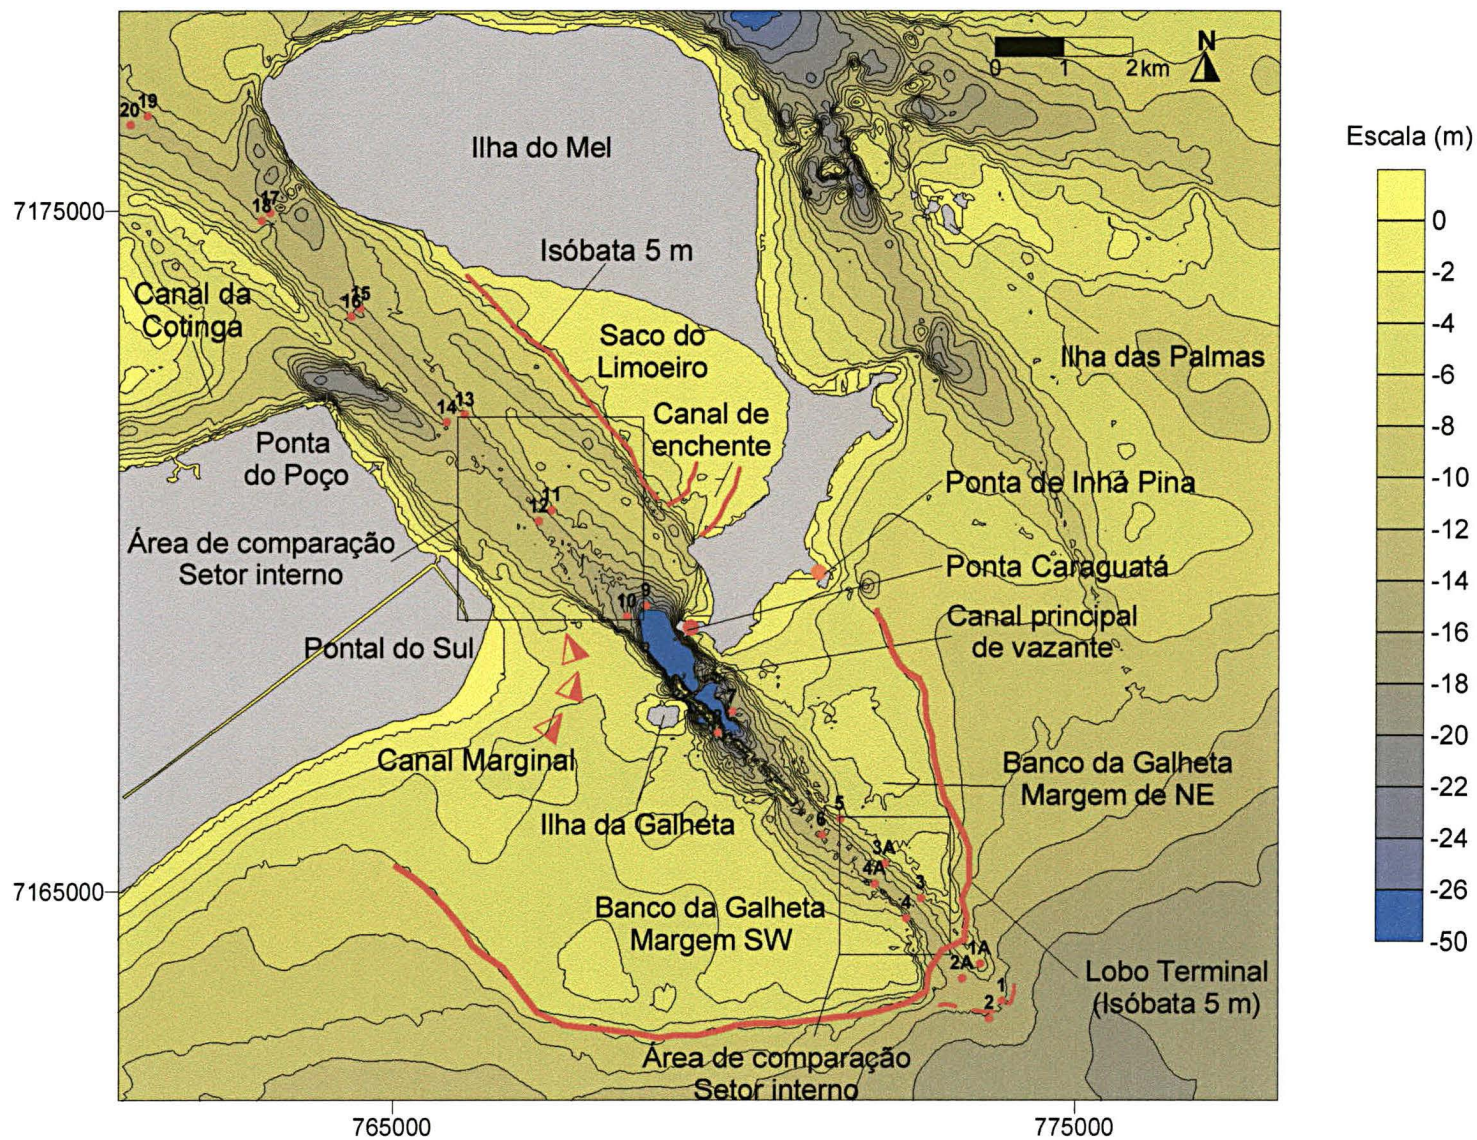 N
0 1 2 km
Escala (m)
0
-2
-4
-6
-8
-10
-12
-14
-16
-18
-20
-22
-24
-26
-50
7175000
7165000
765000
775000
20
19
Ilha do Mel
17
18
Isóbata 5 m
Canal da
Cotinga
15
16
Saco do
Limoeiro
Ilha das Palmas
14
13
Canal de
enchente
Ponta
do Poço
Ponta de Inhá Pina
11
12
Área de comparação
Setor interno
Ponta Caraguatá
10
9
Canal principal
de vazante
Pontal do Sul
7
8
Canal Marginal
Banco da Galheta
Margem de NE
5
6
Ilha da Galheta
3A
4A
3
4
Banco da Galheta
Margem SW
1A
2A
1
2
Lobo Terminal
(Isóbata 5 m)
Área de comparação
Setor interno